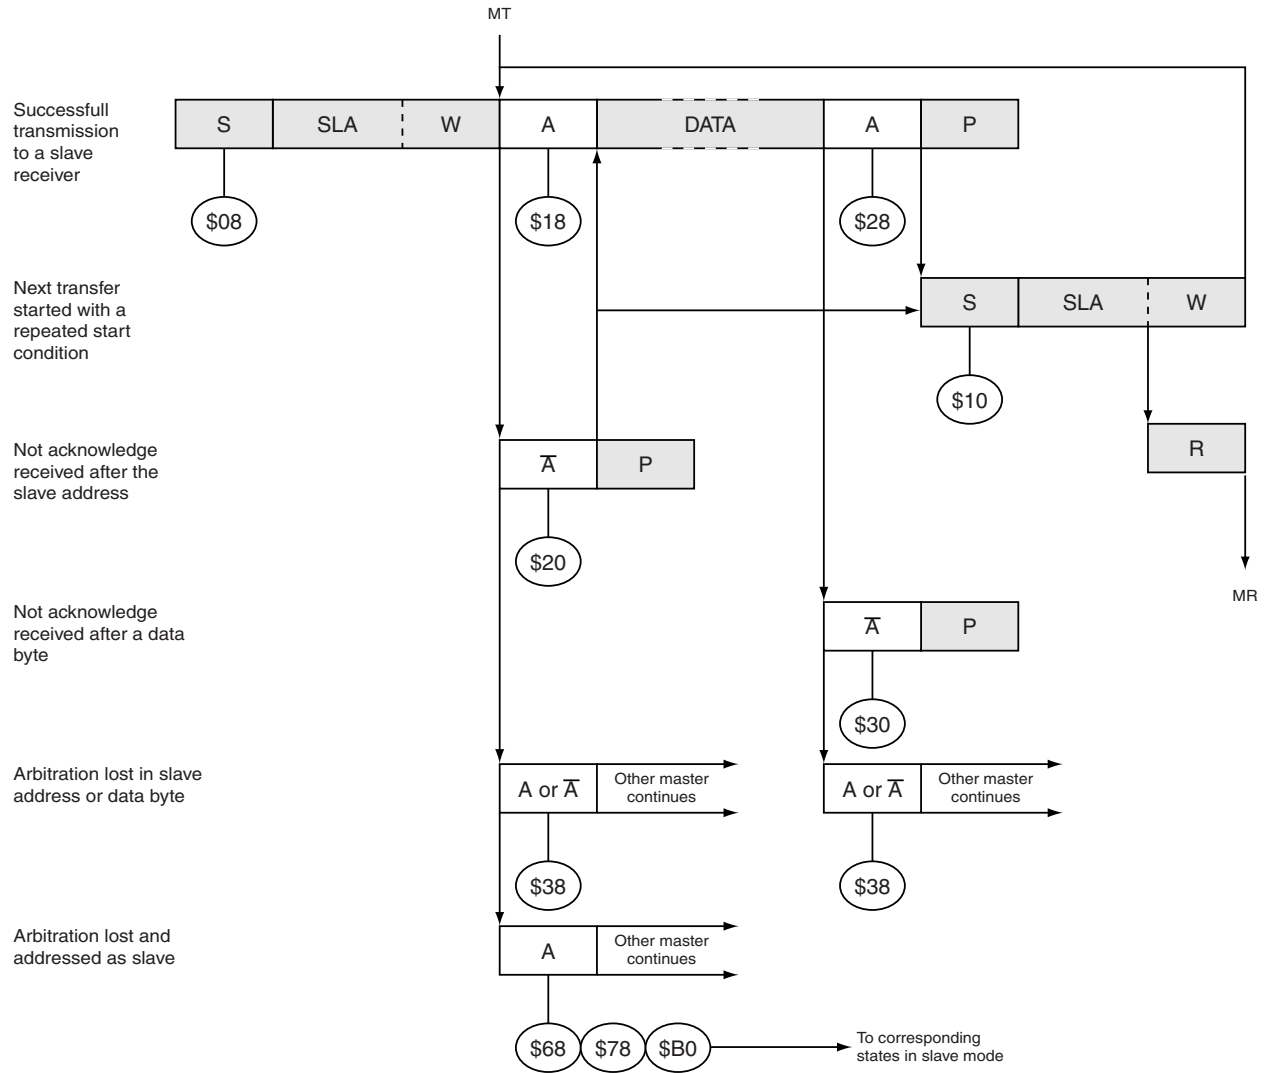 MT
Successfull
transmission
to a slave
receiver
S SLA W A DATA A P
$08 $18 $28
Next transfer
started with a
repeated start
condition
S SLA W
$10
Not acknowledge
received after the
slave address
A̅ P
R
$20
MR
Not acknowledge
received after a data
byte
A̅ P
$30
Arbitration lost in slave
address or data byte
A or A̅
Other master
continues
A or A̅
Other master
continues
$38 $38
Arbitration lost and
addressed as slave
A
Other master
continues
$68 $78 $B0
To corresponding
states in slave mode